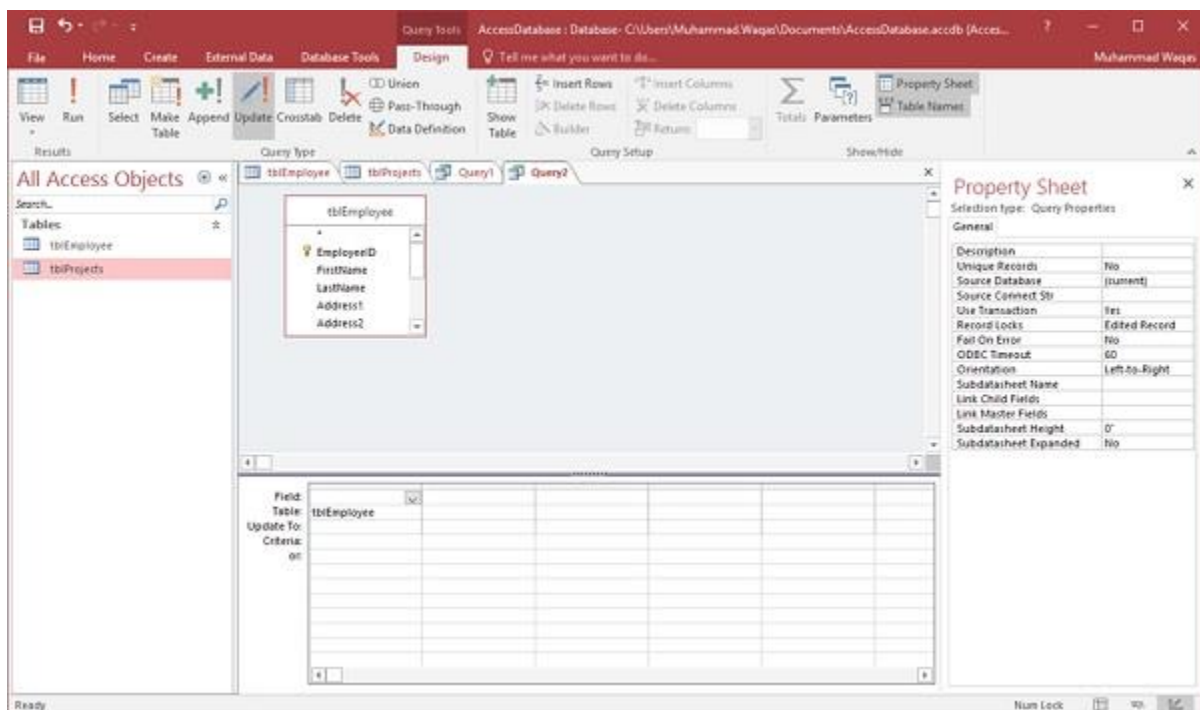 Query Tools
AccessDatabase : Database- C:\Users\Muhammad.Waqas\Documents\AccessDatabase.accdb (Acces...
?
File Home Create External Data Database Tools Design Tell me what you want to do... Muhammad Waqas
View
Run
Select
Make Table
Append
Update
Crosstab
Delete
Union
Pass-Through
Data Definition
Show Table
Insert Rows
Delete Rows
Builder
Insert Columns
Delete Columns
Return:
Totals
Parameters
Property Sheet
Table Names
Results
Query Type
Query Setup
Show/Hide
All Access Objects
Search...
Tables
tblEmployee
tblProjects
tblEmployee tblProjects Query1 Query2
tblEmployee
*
EmployeeID
FirstName
LastName
Address1
Address2
Field:
Table: tblEmployee
Update To:
Criteria:
or:
Property Sheet
Selection type: Query Properties
General
Description
Unique Records No
Source Database (current)
Source Connect Str
Use Transaction Yes
Record Locks Edited Record
Fail On Error No
ODBC Timeout 60
Orientation Left-to-Right
Subdatasheet Name
Link Child Fields
Link Master Fields
Subdatasheet Height 0"
Subdatasheet Expanded No
Ready
Num Lock
SQL